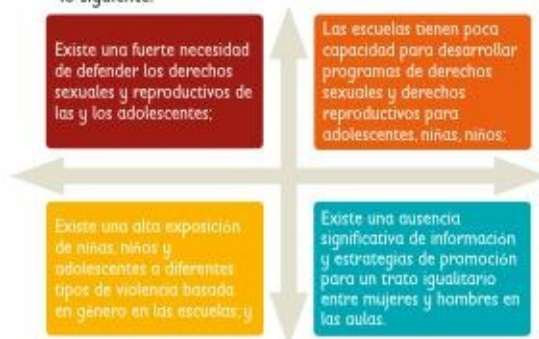 lo siguiente:
Existe una fuerte necesidad
de defender los derechos
sexuales y reproductivos de
las y los adolescentes;
Las escuelas tienen poca
capacidad para desarrollar
programas de derechos
sexuales y derechos
reproductivos para
adolescentes, niñas, niños;
Existe una alta exposición
de niñas, niños y
adolescentes a diferentes
tipos de violencia basada
en género en las escuelas; y
Existe una ausencia
significativa de información
y estrategias de promoción
para un trato igualitario
entre mujeres y hombres en
las aulas.